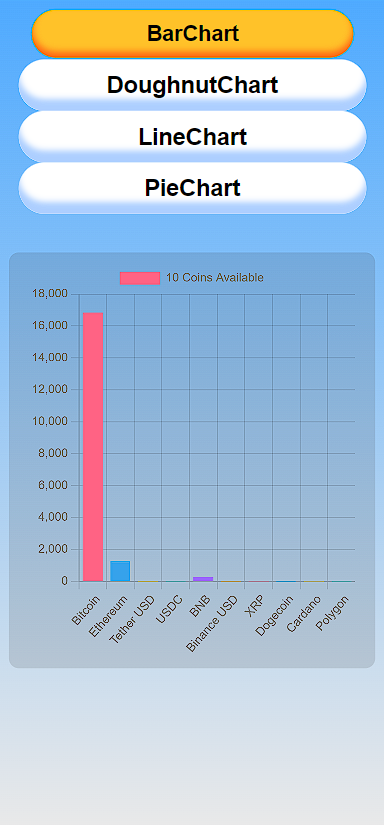 BarChart
DoughnutChart
LineChart
PieChart
10 Coins Available
18,000
16,000
14,000
12,000
10,000
8,000
6,000
4,000
2,000
0
Bitcoin
Ethereum
Tether USD
USDC
BNB
Binance USD
XRP
Dogecoin
Cardano
Polygon